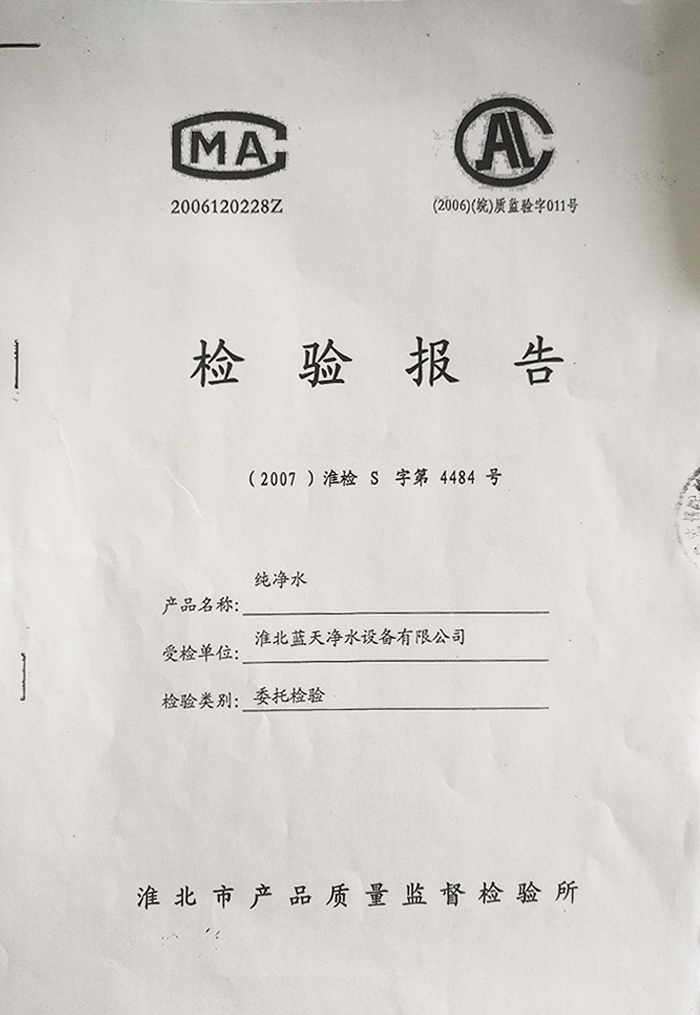 MA
CAL
2006120228Z
(2006)(皖)质监验字011号
检验报告
(2007)淮检 S 字第 4484 号
产品名称: 纯净水
受检单位: 淮北蓝天净水设备有限公司
检验类别: 委托检验
淮北市产品质量监督检验所